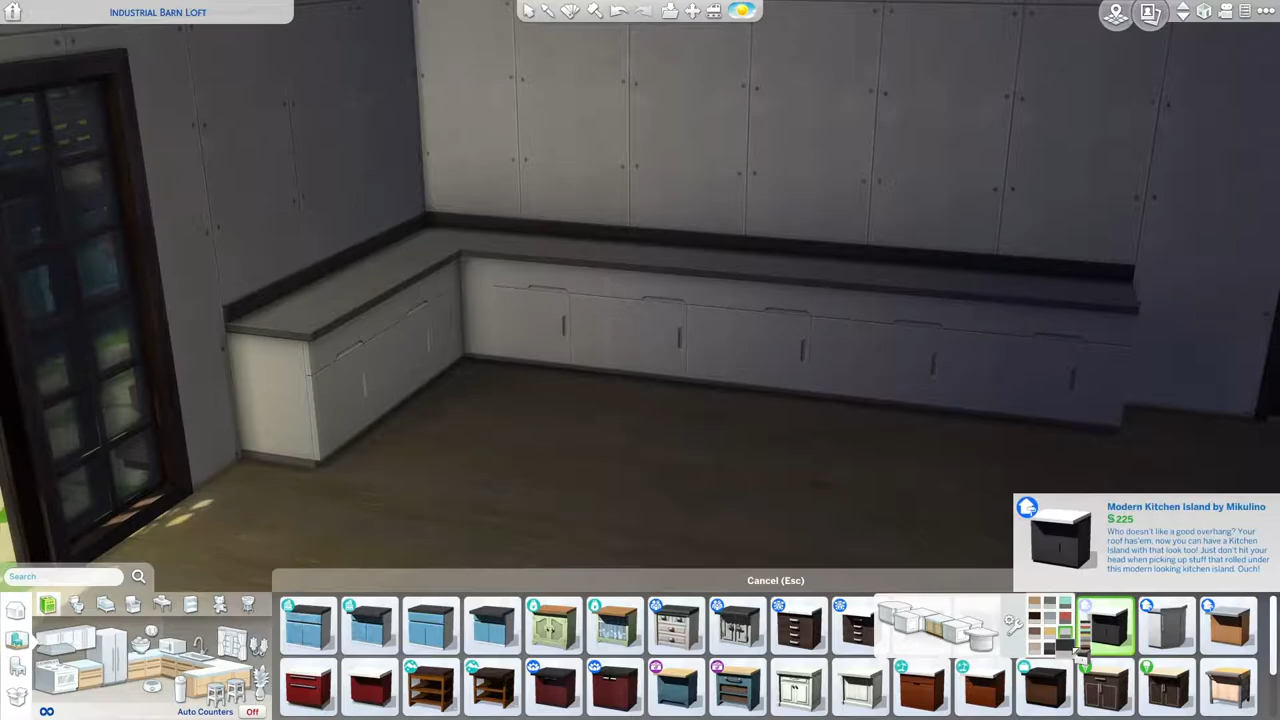 INDUSTRIAL BARN LOFT
Modern Kitchen Island by Mikulino
§225
Who doesn't like a good overhang? Your
roof has'em, now you can have a Kitchen
Island with that look too! Just don't hit your
head when picking up stuff that rolled under
this modern looking kitchen island. Ouch!
Search
Cancel (Esc)
Auto Counters
Off